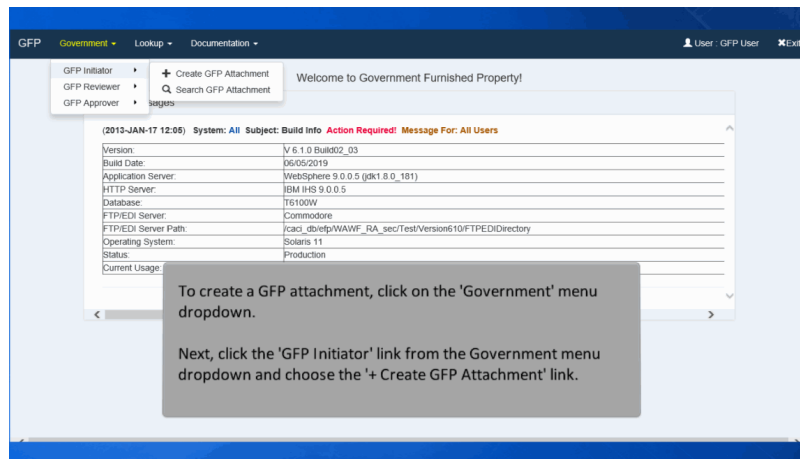 GFP Government Lookup Documentation User : GFP User Exit
GFP Initiator
GFP Reviewer
GFP Approver
Create GFP Attachment
Search GFP Attachment
Welcome to Government Furnished Property!
(2013-JAN-17 12:05) System: All Subject: Build Info Action Required! Message For: All Users
Version: V 6.1.0 Build02_03
Build Date: 06/05/2019
Application Server: WebSphere 9.0.0.5 (jdk1.8.0_181)
HTTP Server: IBM IHS 9.0.0.5
Database: T6100W
FTP/EDI Server: Commodore
FTP/EDI Server Path: /caci_db/efp/WAWF_RA_sec/Test/Version610/FTPEDIDirectory
Operating System: Solaris 11
Status: Production
Current Usage:
To create a GFP attachment, click on the 'Government' menu
dropdown.
Next, click the 'GFP Initiator' link from the Government menu
dropdown and choose the '+ Create GFP Attachment' link.